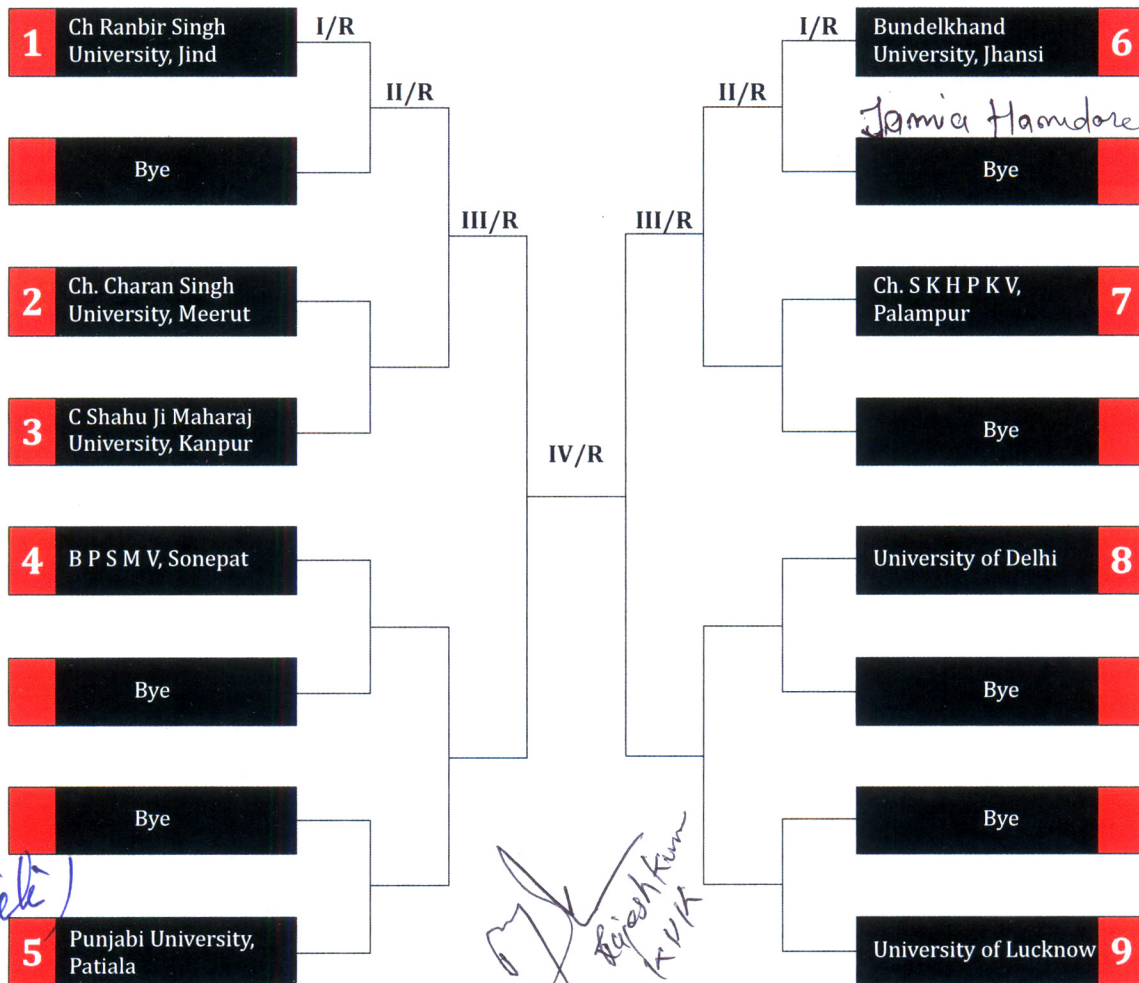 1
Ch Ranbir Singh
University, Jind
I/R
II/R
Bye
III/R
2
Ch. Charan Singh
University, Meerut
3
C Shahu Ji Maharaj
University, Kanpur
IV/R
4
B P S M V, Sonepat
Bye
Bye
5
Punjabi University,
Patiala
I/R
Bundelkhand
University, Jhansi
6
II/R
Jamia
Bye
III/R
Ch. S K H P K V,
Palampur
7
Bye
University of Delhi
8
Bye
Bye
University of Lucknow
9
Rajesh Kum